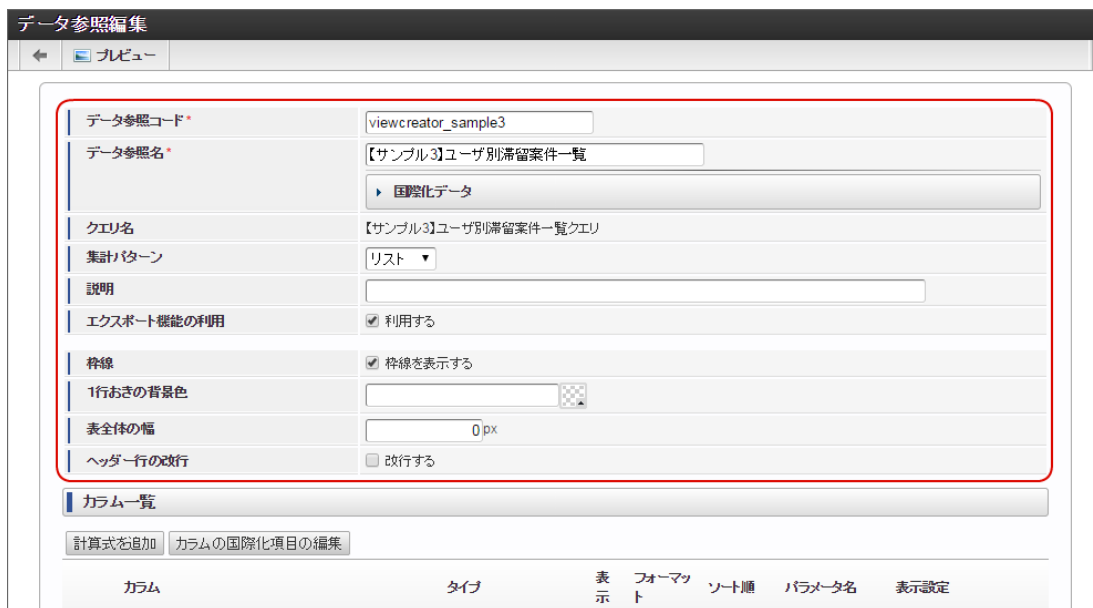 データ参照編集
プレビュー
データ参照コード*
viewcreator_sample3
データ参照名*
【サンプル3】ユーザ別滞留案件一覧
国際化データ
クエリ名
【サンプル3】ユーザ別滞留案件一覧クエリ
集計パターン
リスト
説明
エクスポート機能の利用
利用する
枠線
枠線を表示する
1行おきの背景色
表全体の幅
0px
ヘッダー行の改行
改行する
カラム一覧
計算式を追加 カラムの国際化項目の編集
カラム タイプ 表示 フォーマット ソート順 パラメータ名 表示設定